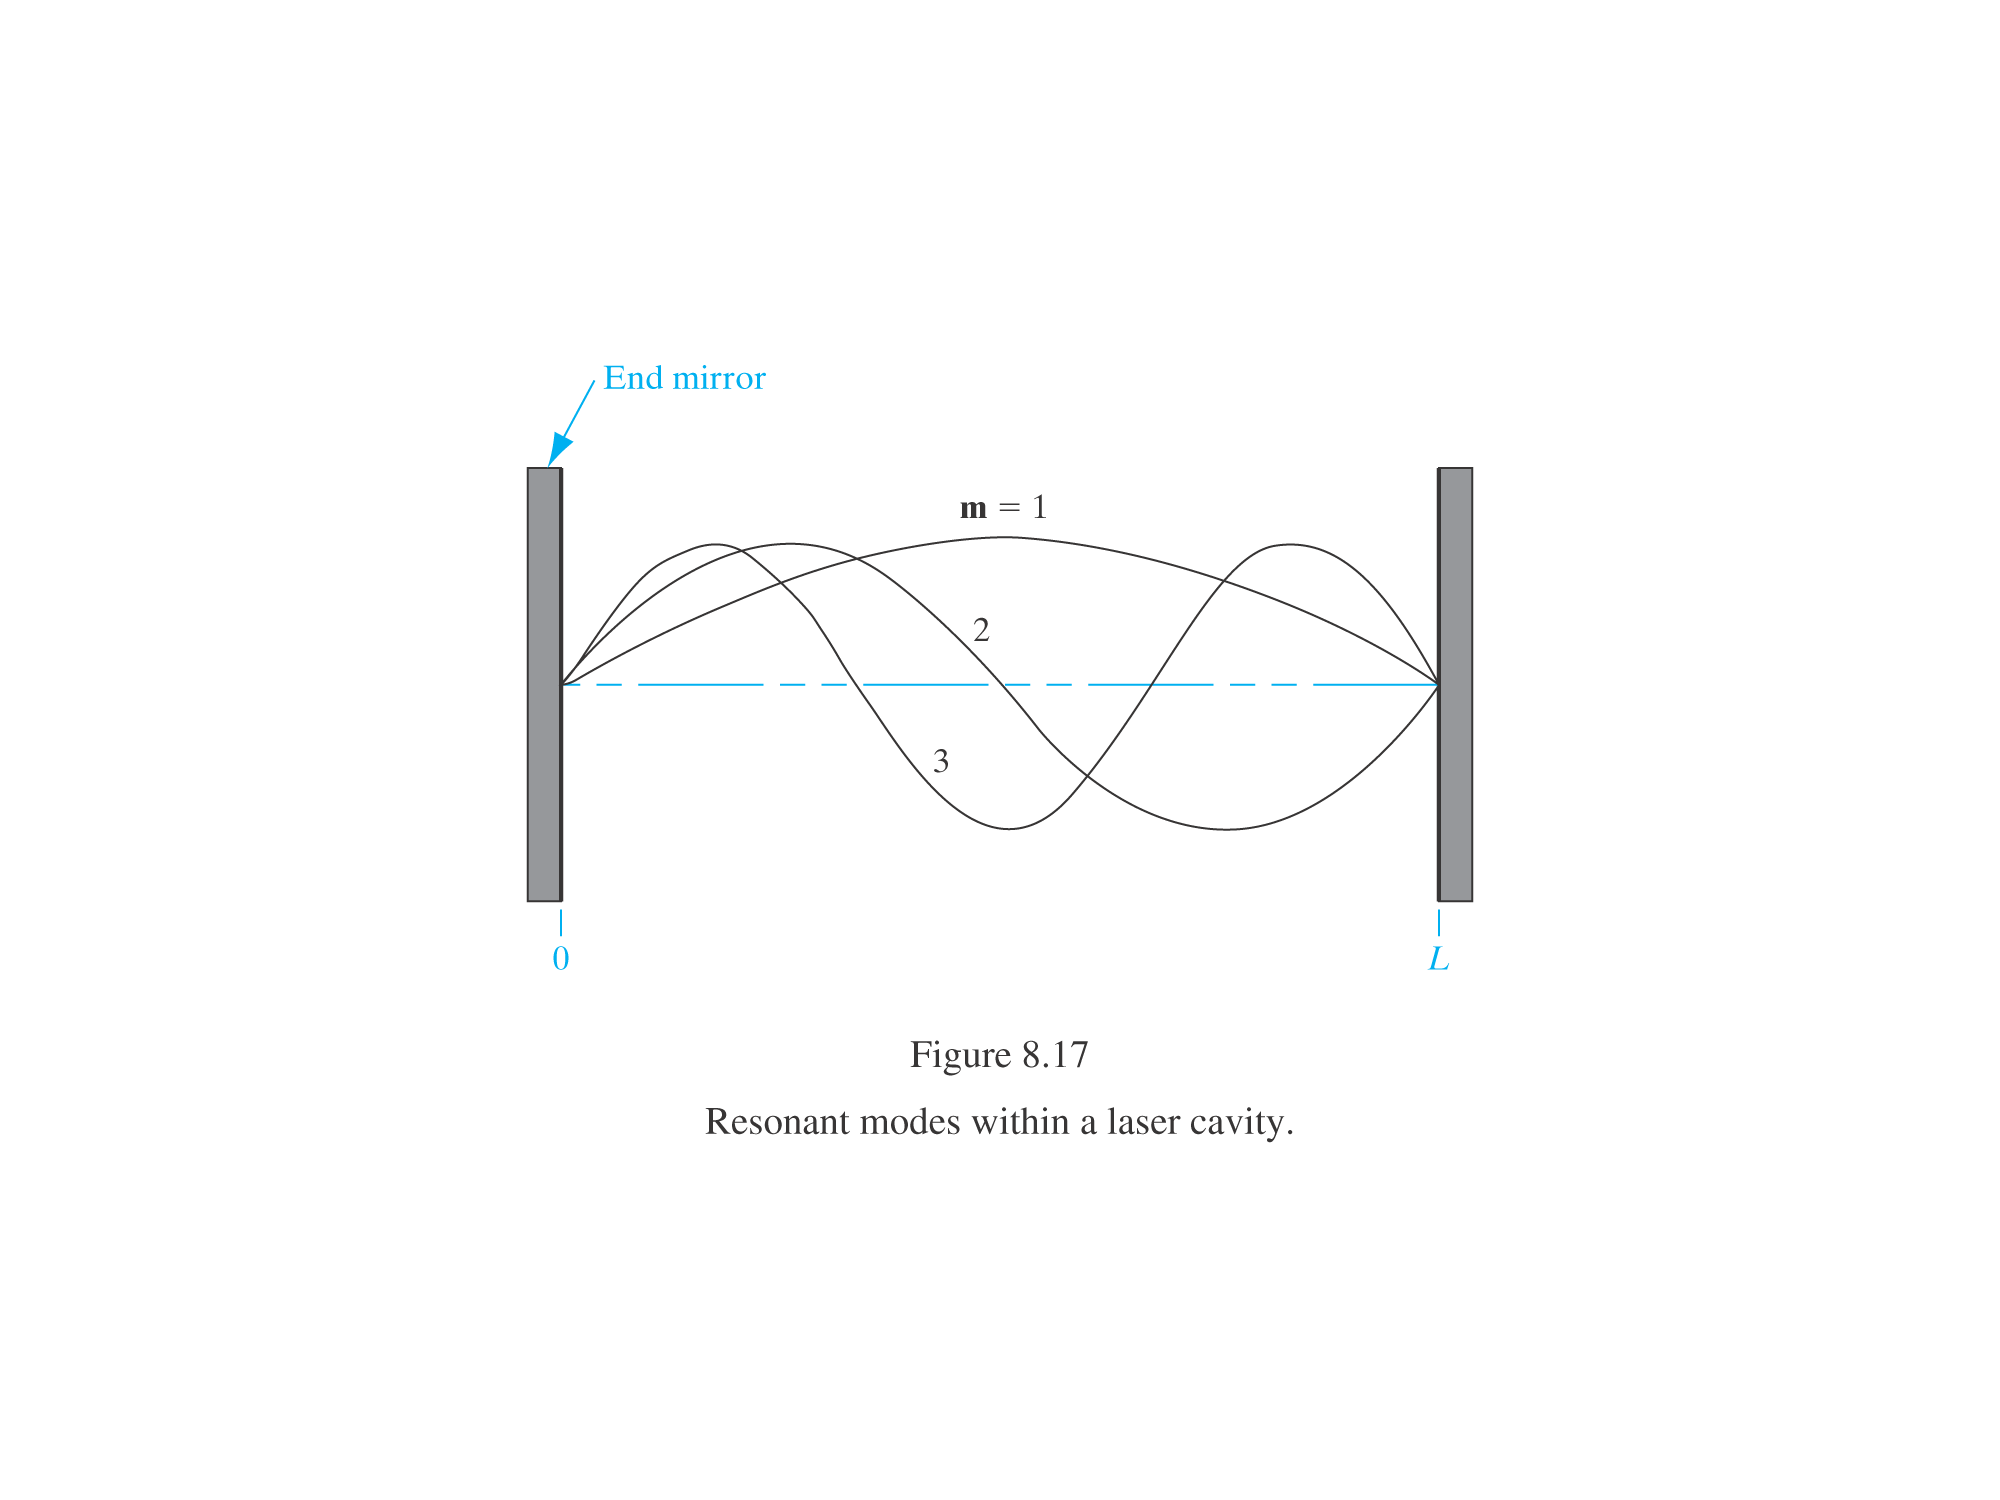 End mirror
m = 1
2
3
0
L
Figure 8.17
Resonant modes within a laser cavity.